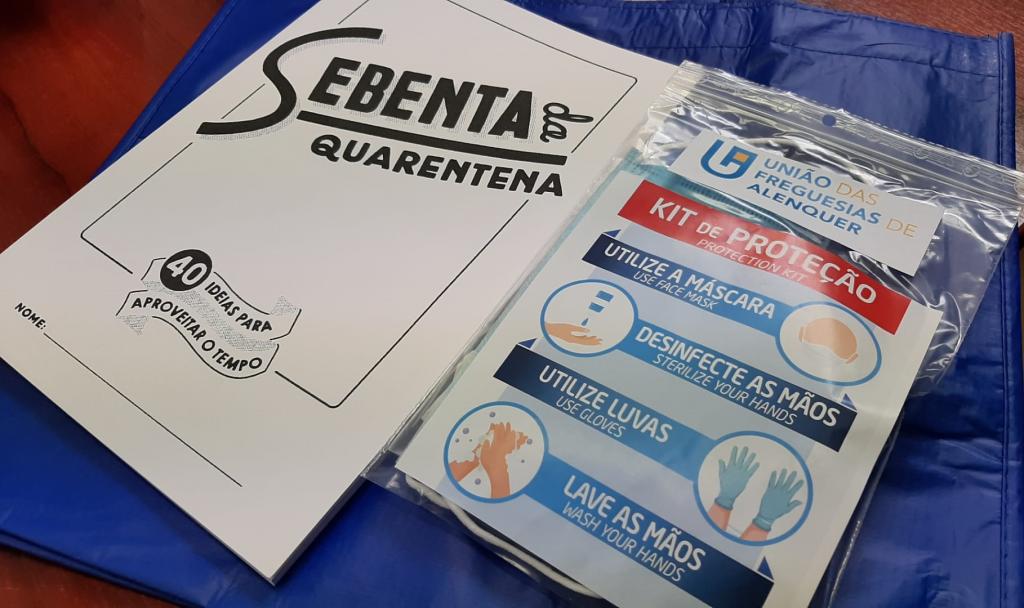 SEBENTA da
QUARENTENA
40 IDEIAS PARA
APROVEITAR O TEMPO
NOME:
UNIÃO DAS
FREGUESIAS DE
ALENQUER
KIT DE PROTEÇÃO
PROTECTION KIT
UTILIZE A MÁSCARA
USE FACE MASK
DESINFECTE AS MÃOS
STERILIZE YOUR HANDS
UTILIZE LUVAS
USE GLOVES
LAVE AS MÃOS
WASH YOUR HANDS